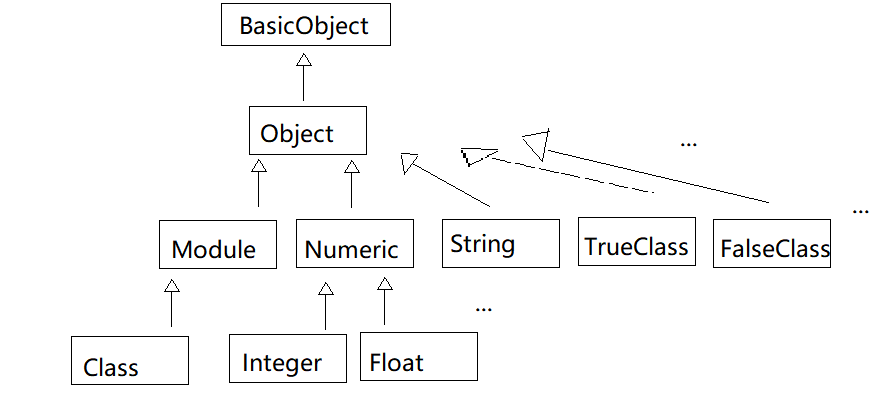 BasicObject
Object
...
Module
Numeric
String
TrueClass
FalseClass
...
Class
Integer
Float
...